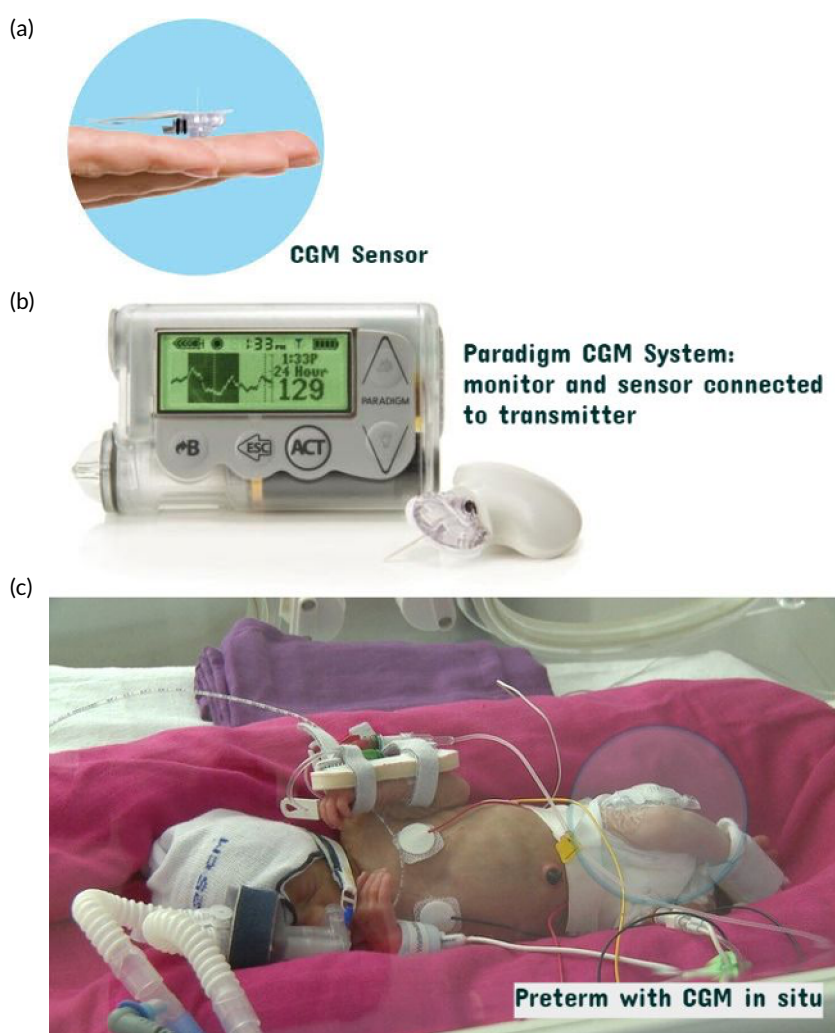 (a)
CGM Sensor
(b)
1:33 PM
1:33P
24 Hour
129
PARADIGM
B
ESC
ACT
Paradigm CGM System:
monitor and sensor connected
to transmitter
(c)
Preterm with CGM in situ